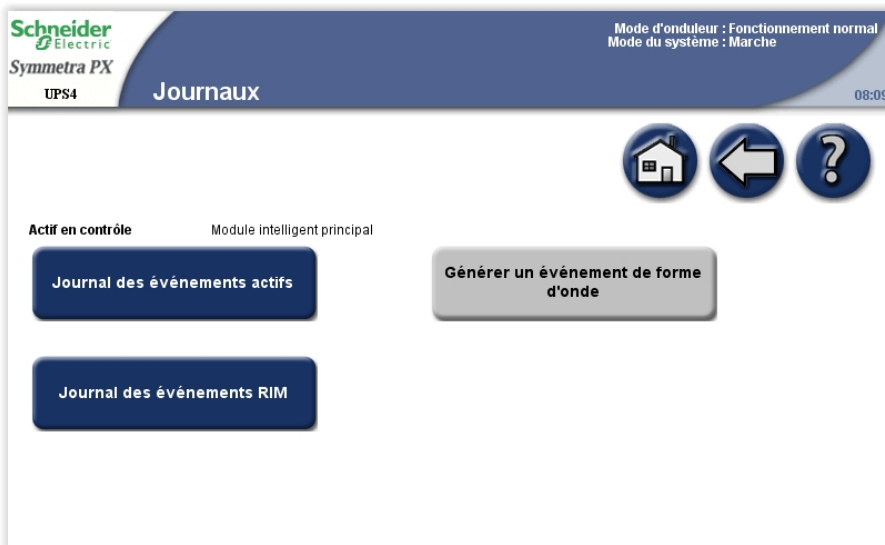 Schneider
Electric
Symmetra PX
UPS4
Journaux
Mode d'onduleur : Fonctionnement normal
Mode du système : Marche
08:09
?
Actif en contrôle Module intelligent principal
Journal des événements actifs
Générer un événement de forme
d'onde
Journal des événements RIM